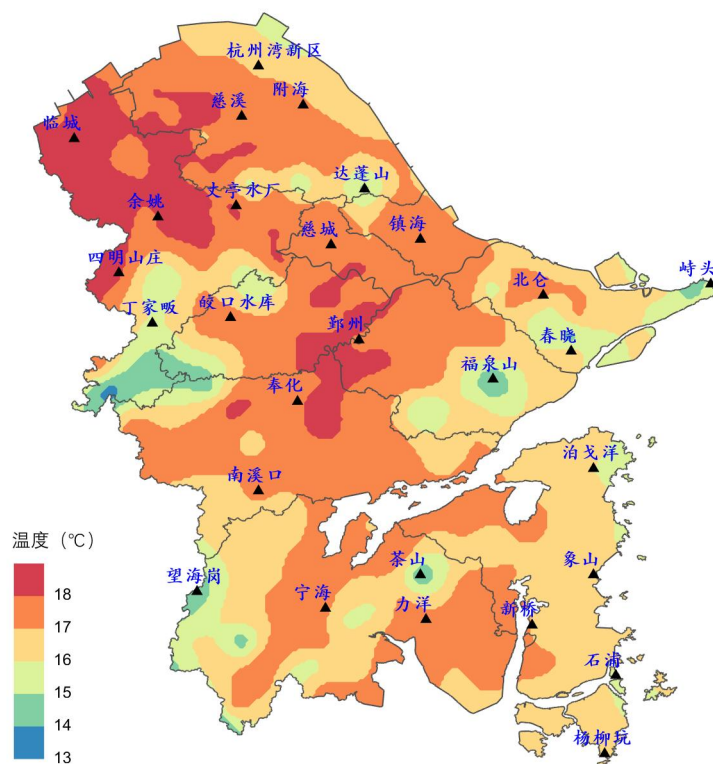 杭州湾新区
附海
慈溪
临城
达蓬山
丈亭水厂
余姚
镇海
慈城
四明山庄
峙头
北仑
丁家畈
皎口水库
鄞州
春晓
福泉山
奉化
泊戈洋
南溪口
温度（℃）
望海岗
茶山
象山
宁海
力洋
新桥
石浦
杨柳坑
18
17
16
15
14
13